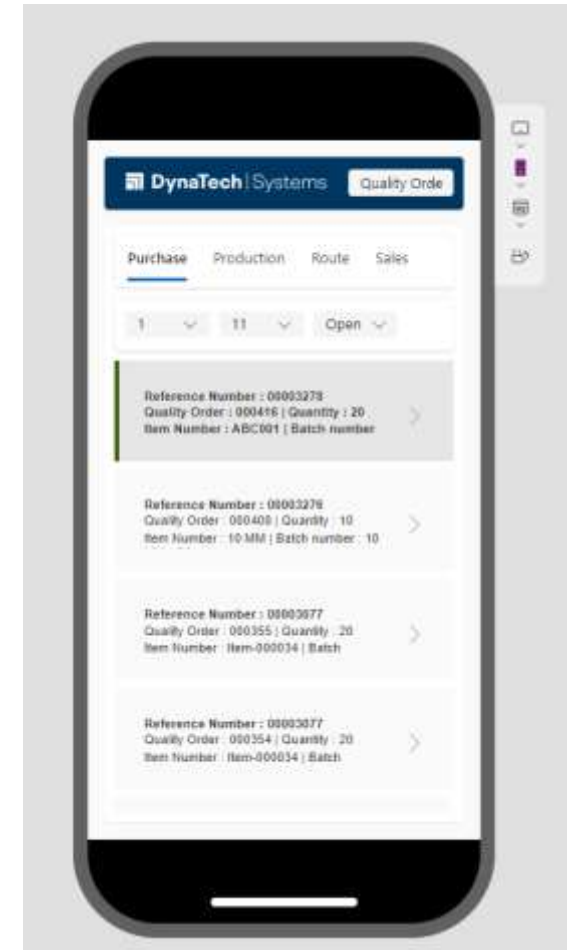 DynaTech Systems
Quality Orde
Purchase Production Route Sales
1 11 Open
Reference Number : 00003278
Quality Order : 000416 | Quantity : 20
Item Number : ABC001 | Batch number
Reference Number : 00003276
Quality Order : 000408 | Quantity : 10
Item Number : 10 MM | Batch number : 10
Reference Number : 00003077
Quality Order : 000355 | Quantity : 20
Item Number : Item-000034 | Batch
Reference Number : 00003077
Quality Order : 000354 | Quantity : 20
Item Number : Item-000034 | Batch